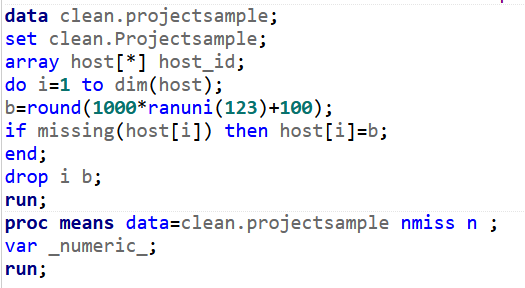 data clean.projectsample;
set clean.Projectsample;
array host[*] host_id;
do i=1 to dim(host);
b=round(1000*ranuni(123)+100);
if missing(host[i]) then host[i]=b;
end;
drop i b;
run;
proc means data=clean.projectsample nmiss n ;
var _numeric_;
run;